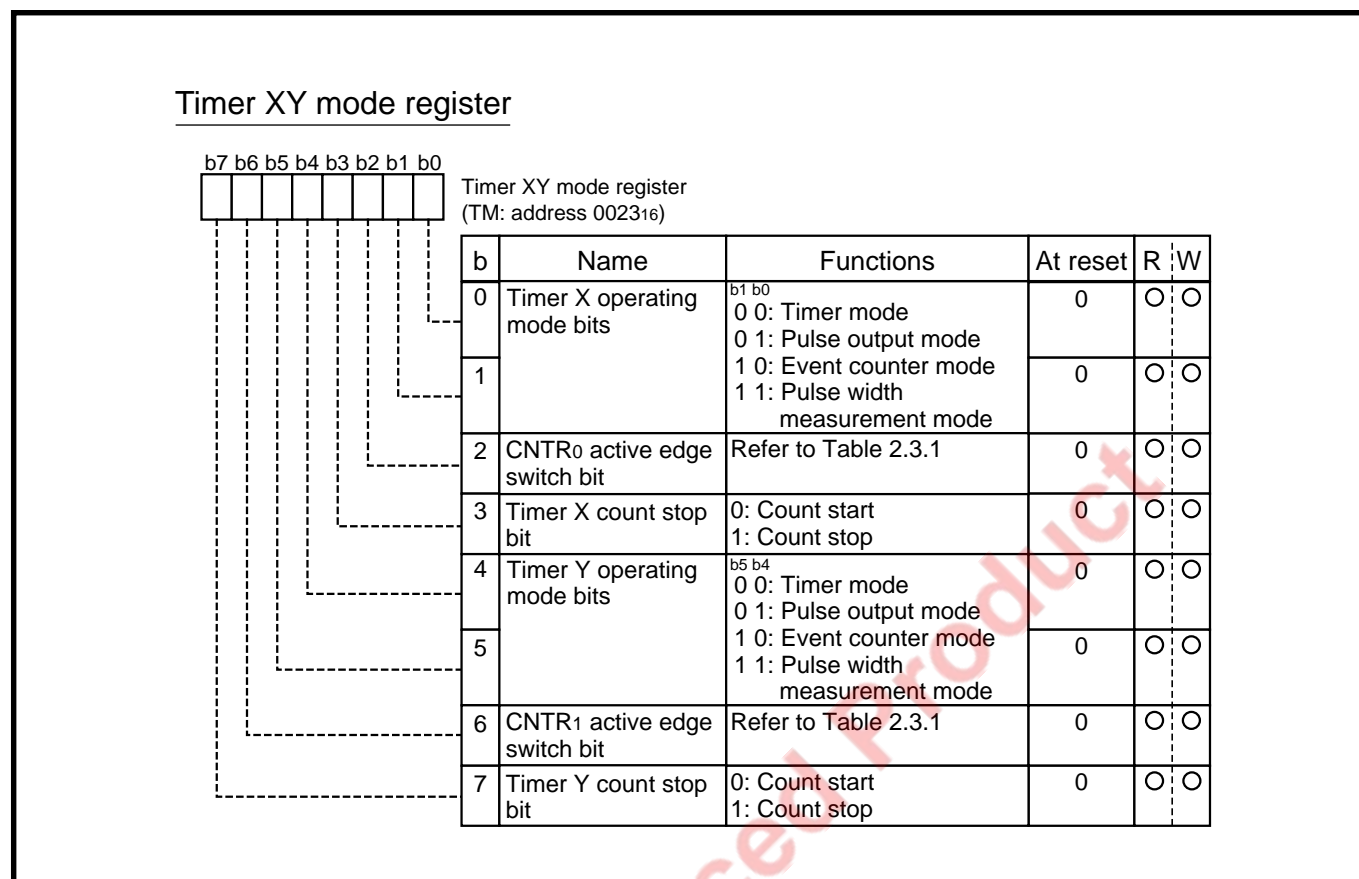 Timer XY mode register
b7 b6 b5 b4 b3 b2 b1 b0
Timer XY mode register
(TM: address 0023₁₆)
b Name Functions At reset R W
0 Timer X operating mode bits
b1 b0
0 0: Timer mode
0 1: Pulse output mode
1 0: Event counter mode
1 1: Pulse width
measurement mode
0 ○ ○
1 0 ○ ○
2 CNTR₀ active edge switch bit Refer to Table 2.3.1 0 ○ ○
3 Timer X count stop bit
0: Count start
1: Count stop
0 ○ ○
4 Timer Y operating mode bits
b5 b4
0 0: Timer mode
0 1: Pulse output mode
1 0: Event counter mode
1 1: Pulse width
measurement mode
0 ○ ○
5 0 ○ ○
6 CNTR₁ active edge switch bit Refer to Table 2.3.1 0 ○ ○
7 Timer Y count stop bit
0: Count start
1: Count stop
0 ○ ○
ced Product